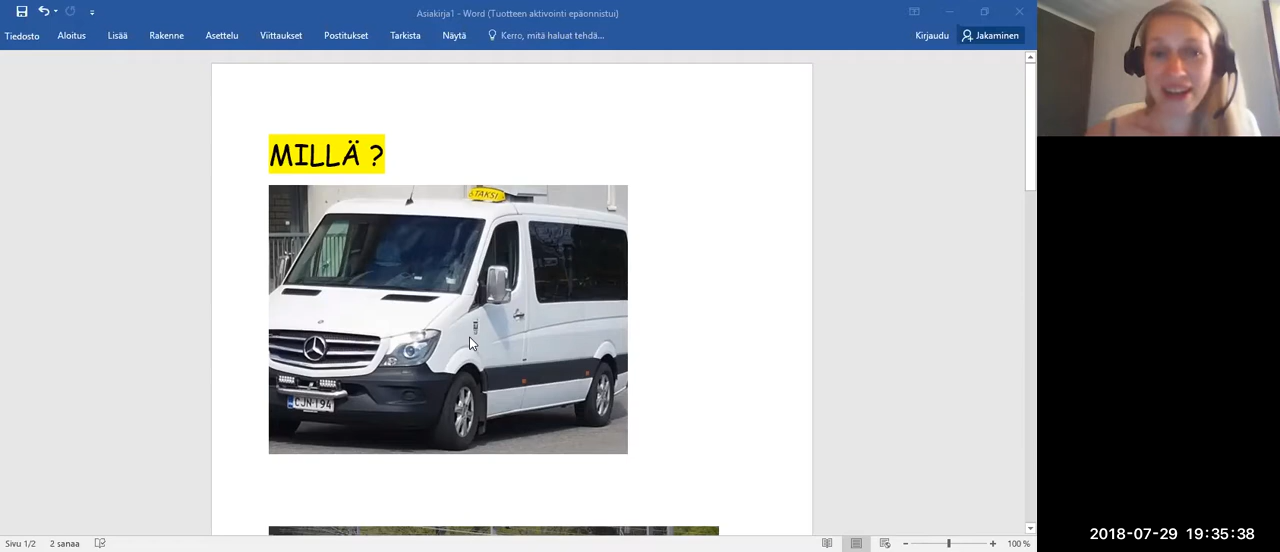 Asiakirja1 - Word (Tuotteen aktivointi epäonnistui)
Tiedosto Aloitus Lisää Rakenne Asettelu Viittaukset Postitukset Tarkista Näytä Kerro, mitä haluat tehdä... Kirjaudu Jakaminen
MILLÄ ?
TAKSI
CJN-194
Sivu 1/2 2 sanaa 100 %
2018-07-29 19:35:38